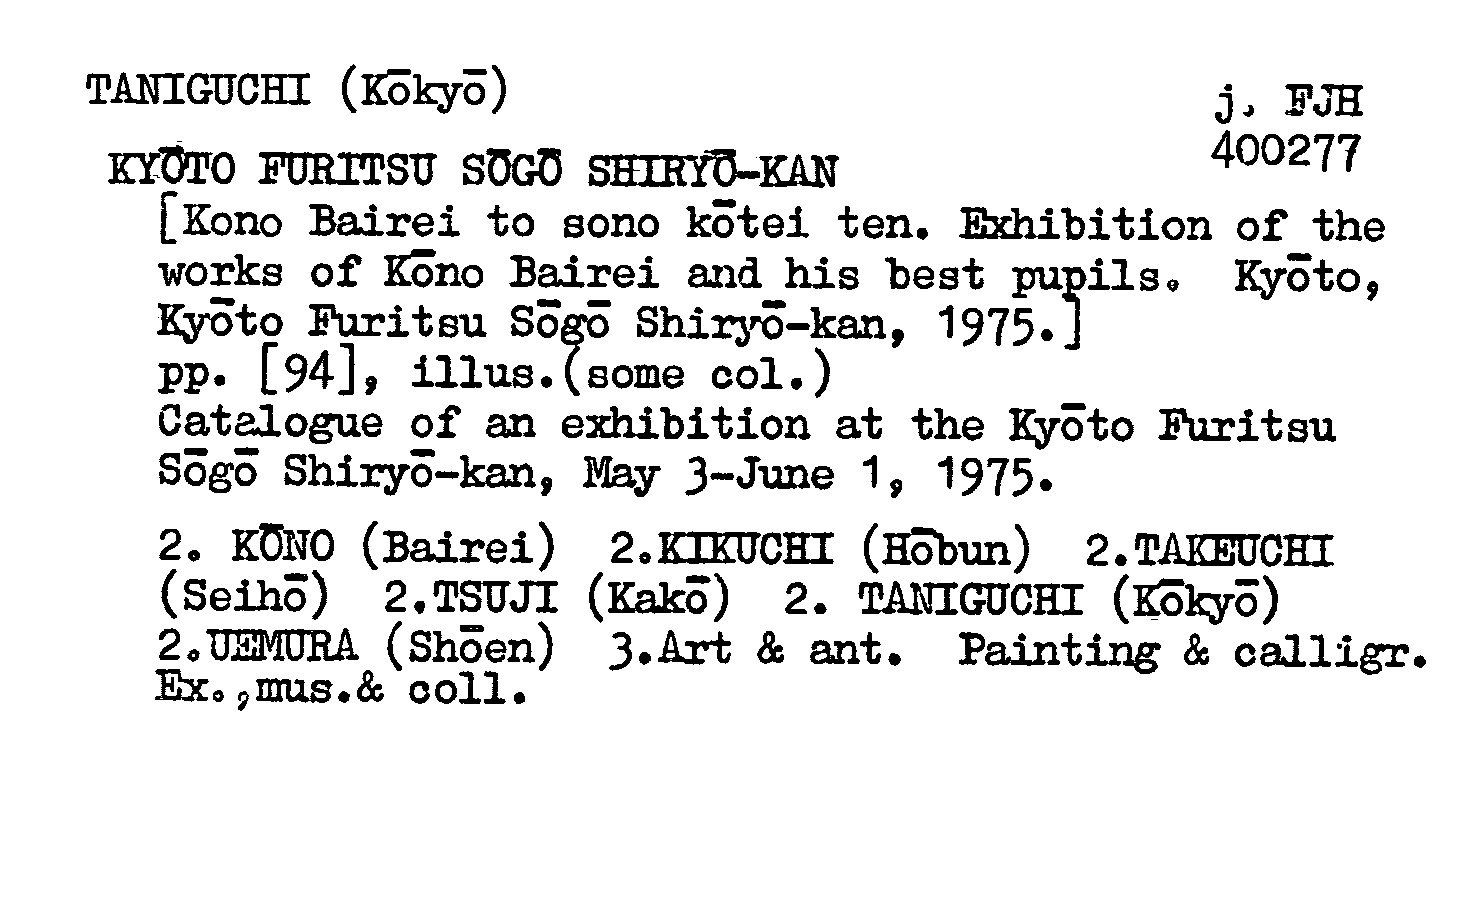 TANIGUCHI (Kōkyō)
j. FJH
400277
KYŌTO FURITSU SŌGŌ SHIRYŌ-KAN
[Kono Bairei to sono kōtei ten. Exhibition of the
works of Kōno Bairei and his best pupils. Kyōto,
Kyōto Furitsu Sōgō Shiryō-kan, 1975.]
pp. [94], illus.(some col.)
Catalogue of an exhibition at the Kyōto Furitsu
Sōgō Shiryō-kan, May 3-June 1, 1975.
2. KŌNO (Bairei) 2.KIKUCHI (Hōbun) 2.TAKEUCHI
(Seihō) 2.TSUJI (Kakō) 2. TANIGUCHI (Kōkyō)
2.UEMURA (Shōen) 3.Art & ant. Painting & calligr.
Ex.,mus.& coll.